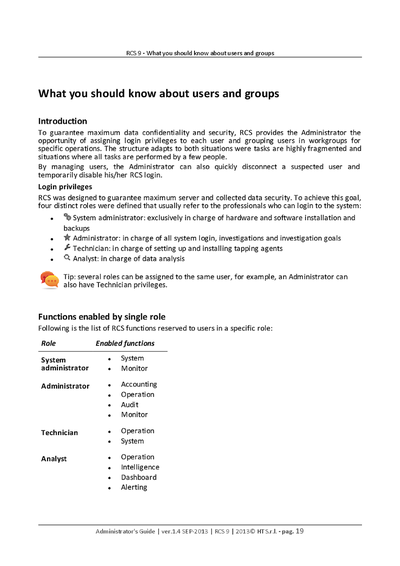 RCS 9 - What you should know about users and groups
What you should know about users and groups
Introduction
To guarantee maximum data confidentiality and security, RCS provides the Administrator the
opportunity of assigning login privileges to each user and grouping users in workgroups for
specific operations. The structure adapts to both situations were tasks are highly fragmented and
situations where all tasks are performed by a few people.
By managing users, the Administrator can also quickly disconnect a suspected user and
temporarily disable his/her RCS login.
Login privileges
RCS was designed to guarantee maximum server and collected data security. To achieve this goal,
four distinct roles were defined that usually refer to the professionals who can login to the system:
• System administrator: exclusively in charge of hardware and software installation and
backups
• Administrator: in charge of all system login, investigations and investigation goals
• Technician: in charge of setting up and installing tapping agents
• Analyst: in charge of data analysis
Tip: several roles can be assigned to the same user, for example, an Administrator can
also have Technician privileges.
Functions enabled by single role
Following is the list of RCS functions reserved to users in a specific role:
Role Enabled functions
System administrator
• System
• Monitor
Administrator
• Accounting
• Operation
• Audit
• Monitor
Technician
• Operation
• System
Analyst
• Operation
• Intelligence
• Dashboard
• Alerting
Administrator's Guide | ver.1.4 SEP-2013 | RCS 9 | 2013© HT S.r.l. - pag. 19